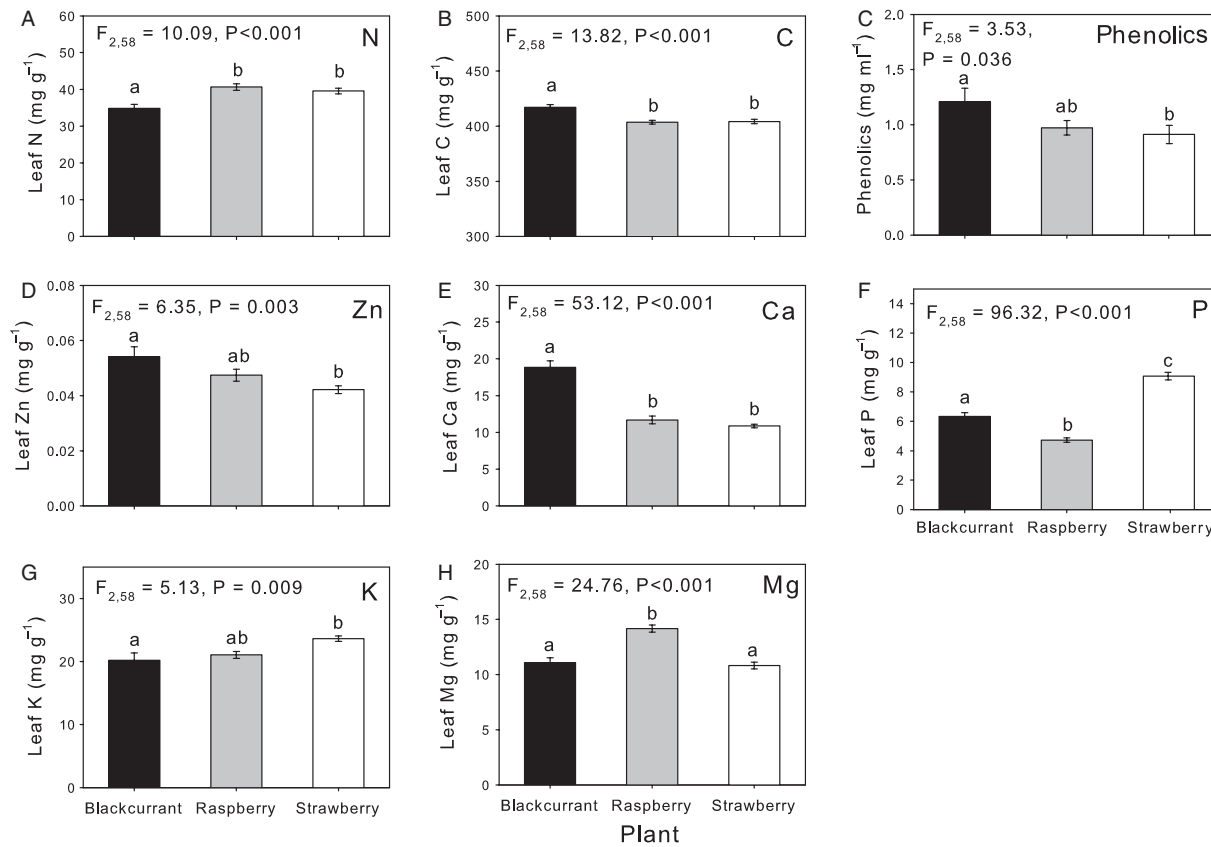 A
F2,58 = 10.09, P<0.001
N
a
b
b
Leaf N (mg g–1)
60
50
40
30
20
10
0
B
F2,58 = 13.82, P<0.001
C
a
b
b
Leaf C (mg g–1)
500
450
400
350
300
C
F2,58 = 3.53,
P = 0.036
Phenolics
a
ab
b
Phenolics (mg ml–1)
2.0
1.5
1.0
0.5
0.0
D
F2,58 = 6.35, P = 0.003
Zn
a
ab
b
Leaf Zn (mg g–1)
0.08
0.06
0.04
0.02
0.00
E
F2,58 = 53.12, P<0.001
Ca
a
b
b
Leaf Ca (mg g–1)
30
25
20
15
10
5
0
F
F2,58 = 96.32, P<0.001
P
a
b
c
Leaf P (mg g–1)
14
12
10
8
6
4
2
0
Blackcurrant Raspberry Strawberry
G
F2,58 = 5.13, P = 0.009
K
a
ab
b
Leaf K (mg g–1)
30
20
10
0
Blackcurrant Raspberry Strawberry
H
F2,58 = 24.76, P<0.001
Mg
a
b
a
Leaf Mg (mg g–1)
20
15
10
5
0
Blackcurrant Raspberry Strawberry
Plant